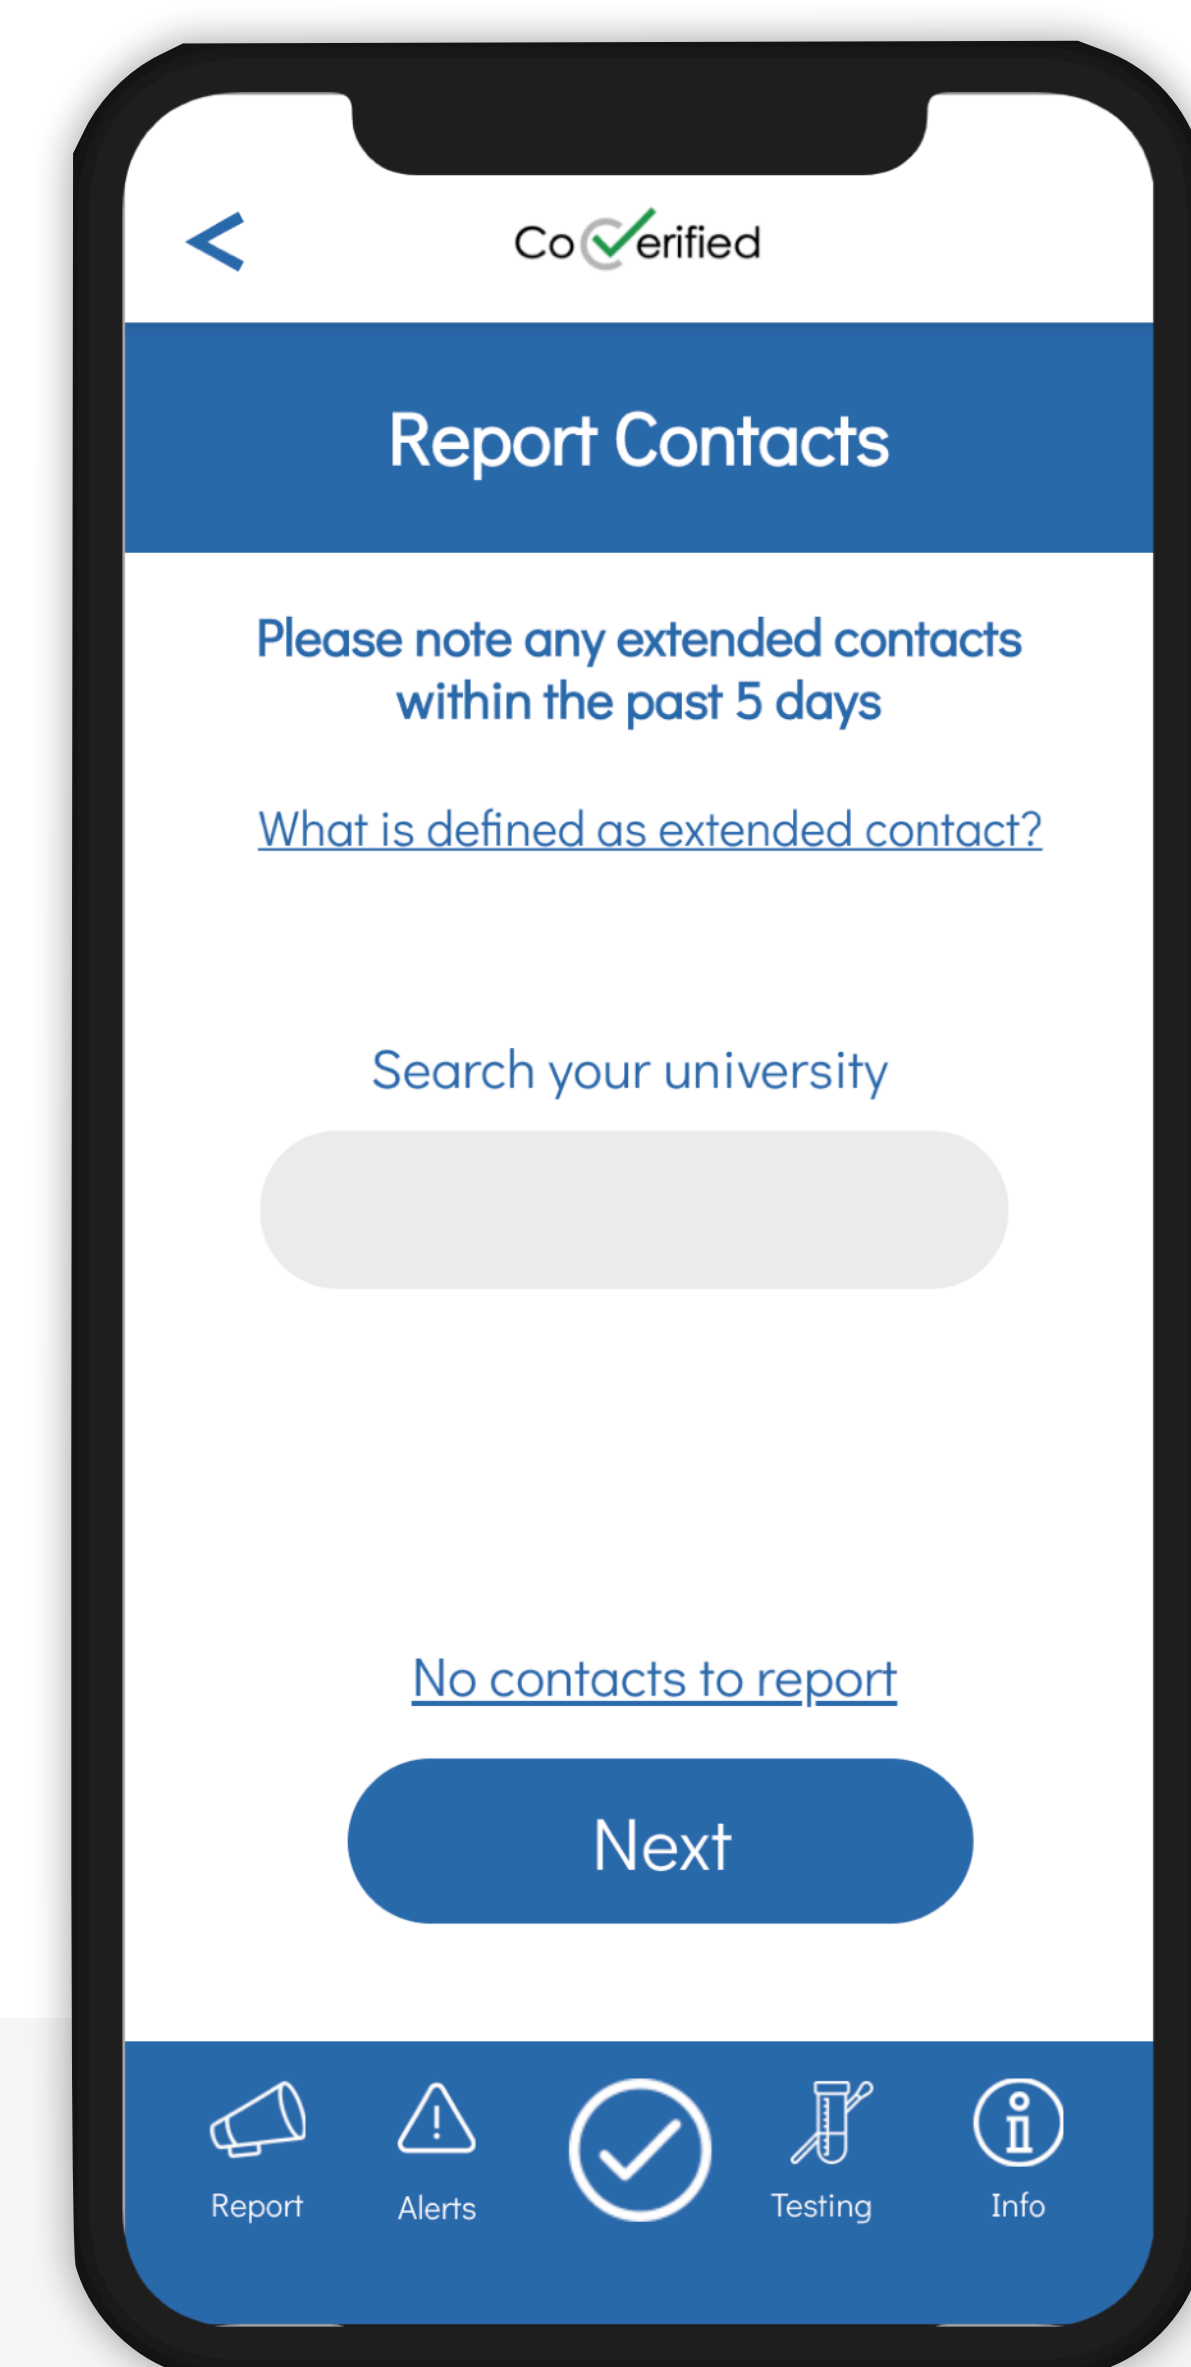 CoVerified
Report Contacts
Please note any extended contacts
within the past 5 days
What is defined as extended contact?
Search your university
No contacts to report
Next
Report
Alerts
Testing
Info